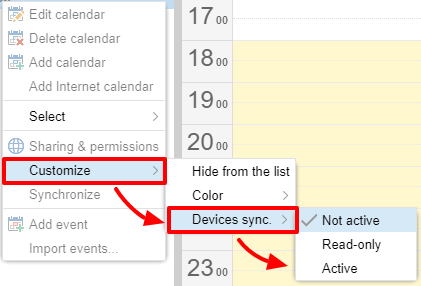 Edit calendar
Delete calendar
Add calendar
Add Internet calendar
Select
Sharing & permissions
Customize
Synchronize
Add event
Import events...
Hide from the list
Color
Devices sync.
Not active
Read-only
Active
17 00
18 00
19 00
20 00
23 00